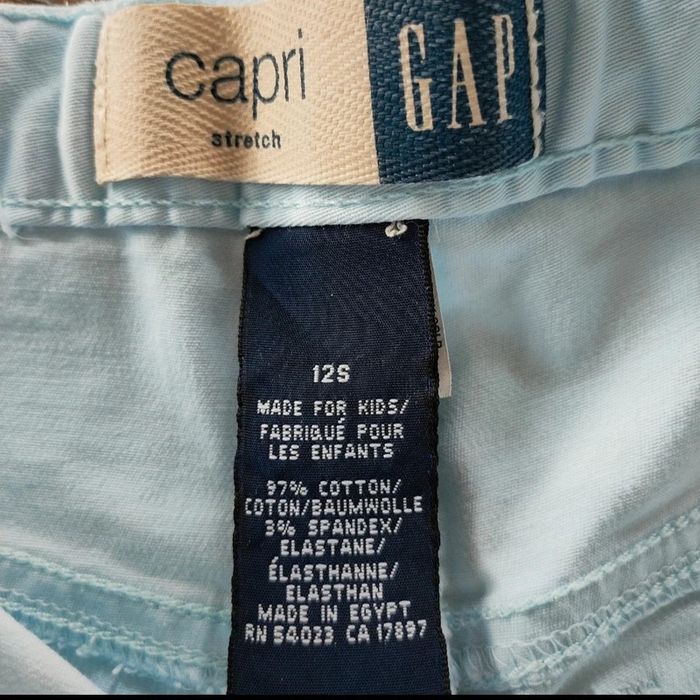 capri
stretch
GAP
12S
MADE FOR KIDS/
FABRIQUÉ POUR
LES ENFANTS
97% COTTON/
COTON/BAUMWOLLE
3% SPANDEX/
ELASTANE/
ÉLASTHANNE/
ELASTHAN
MADE IN EGYPT
RN 54023 CA 17897